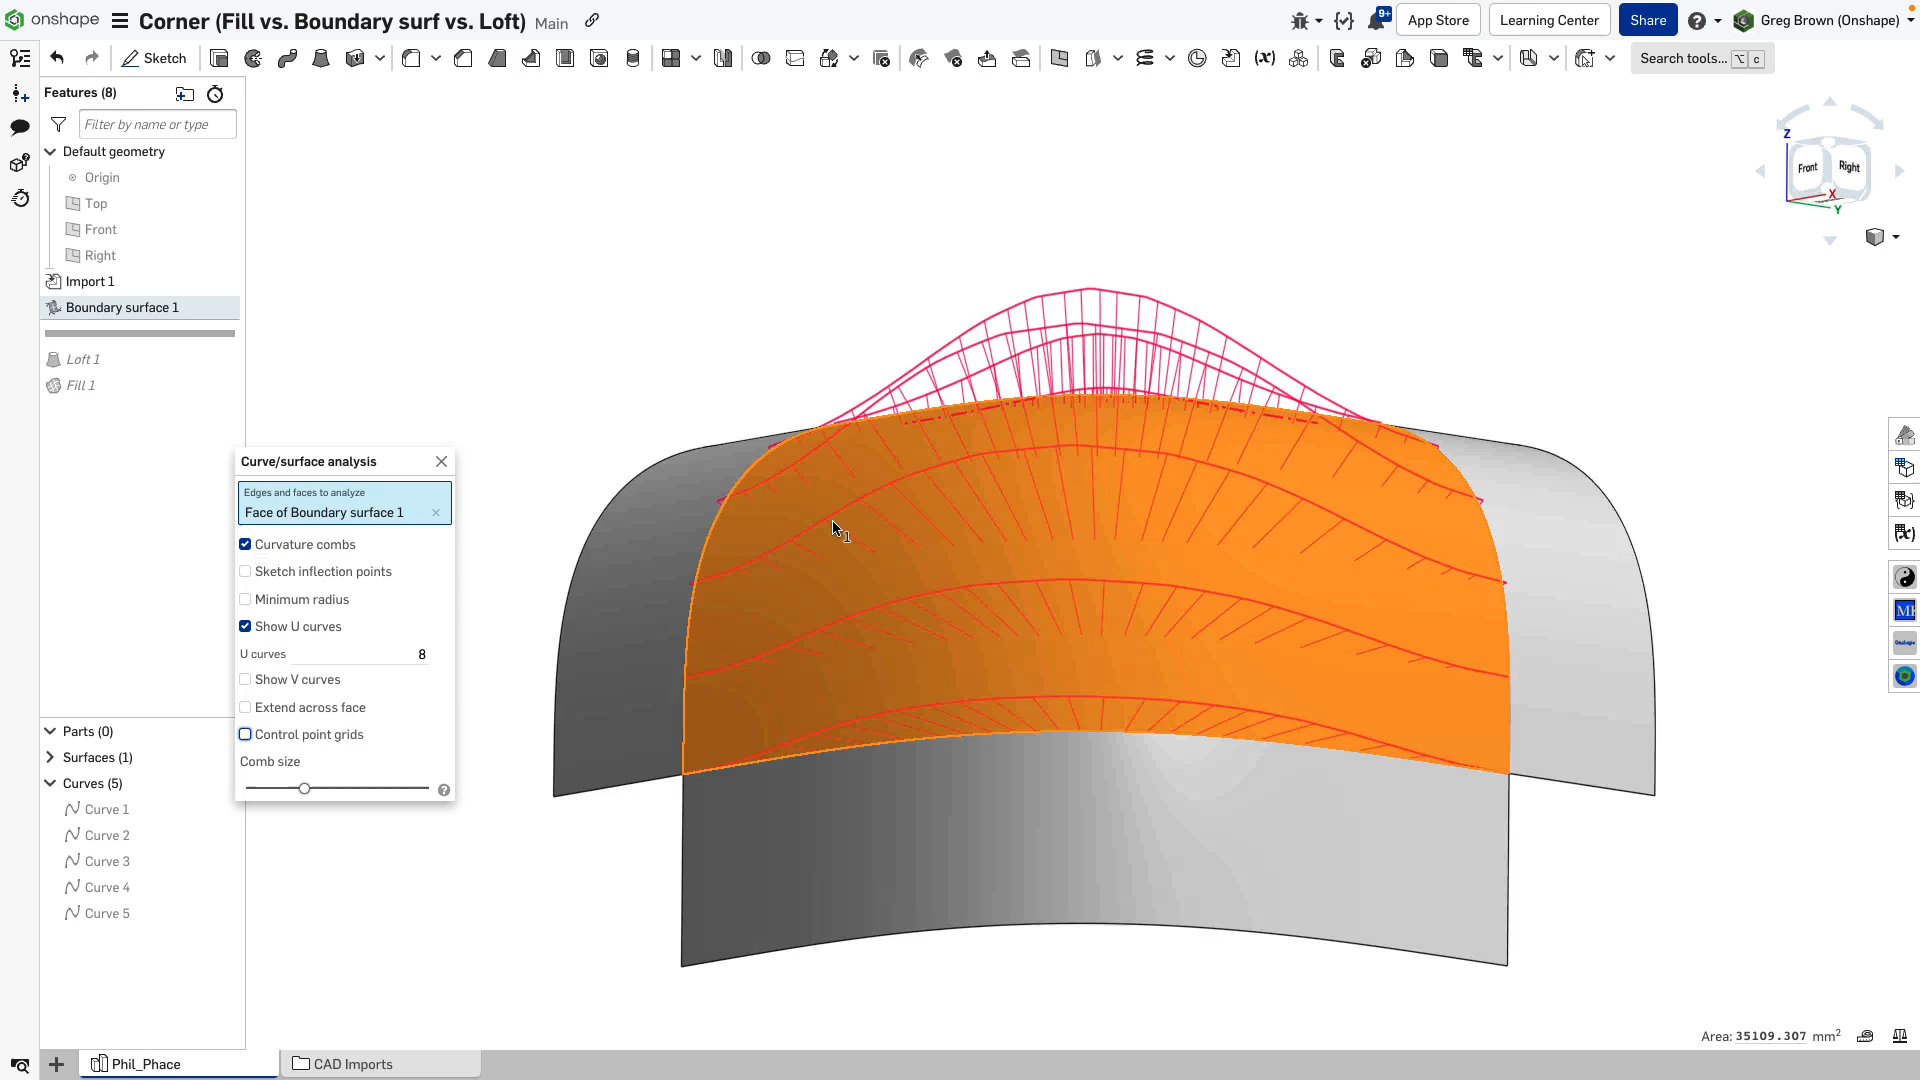 onshape Corner (Fill vs. Boundary surf vs. Loft) Main 9+ App Store Learning Center Share Greg Brown (Onshape)
Sketch (x) Search tools... ⌥ c
Features (8)
Filter by name or type
Default geometry
Origin
Top
Front
Right
Import 1
Boundary surface 1
Loft 1
Fill 1
Z
Front Right
X
Y
Curve/surface analysis
Edges and faces to analyze
Face of Boundary surface 1
Curvature combs
Sketch inflection points
Minimum radius
Show U curves
U curves 8
Show V curves
Extend across face
Control point grids
Comb size
1
(x)
Onshape
Parts (0)
Surfaces (1)
Curves (5)
Curve 1
Curve 2
Curve 3
Curve 4
Curve 5
Area: 35109.307 mm²
Phil_Phace CAD Imports